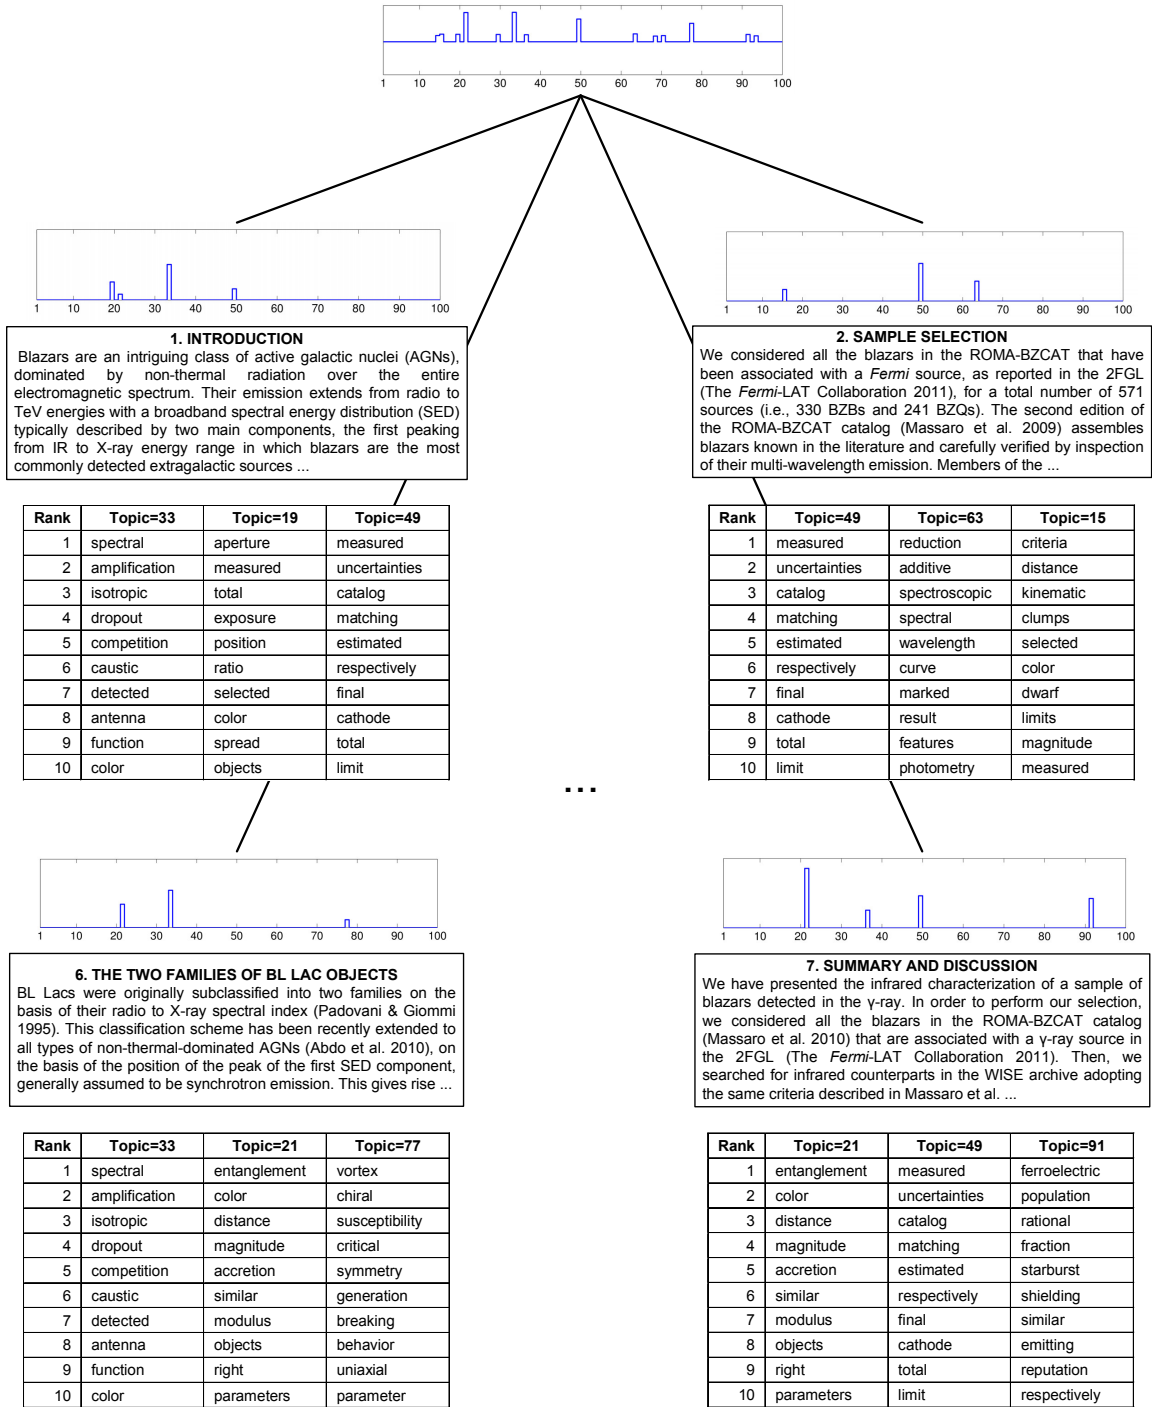 1 10 20 30 40 50 60 70 80 90 100
1 10 20 30 40 50 60 70 80 90 100
1. INTRODUCTION
Blazars are an intriguing class of active galactic nuclei (AGNs),
dominated by non-thermal radiation over the entire
electromagnetic spectrum. Their emission extends from radio to
TeV energies with a broadband spectral energy distribution (SED)
typically described by two main components, the first peaking
from IR to X-ray energy range in which blazars are the most
commonly detected extragalactic sources ...
Rank Topic=33 Topic=19 Topic=49
1 spectral aperture measured
2 amplification measured uncertainties
3 isotropic total catalog
4 dropout exposure matching
5 competition position estimated
6 caustic ratio respectively
7 detected selected final
8 antenna color cathode
9 function spread total
10 color objects limit
1 10 20 30 40 50 60 70 80 90 100
2. SAMPLE SELECTION
We considered all the blazars in the ROMA-BZCAT that have
been associated with a Fermi source, as reported in the 2FGL
(The Fermi-LAT Collaboration 2011), for a total number of 571
sources (i.e., 330 BZBs and 241 BZQs). The second edition of
the ROMA-BZCAT catalog (Massaro et al. 2009) assembles
blazars known in the literature and carefully verified by inspection
of their multi-wavelength emission. Members of the ...
Rank Topic=49 Topic=63 Topic=15
1 measured reduction criteria
2 uncertainties additive distance
3 catalog spectroscopic kinematic
4 matching spectral clumps
5 estimated wavelength selected
6 respectively curve color
7 final marked dwarf
8 cathode result limits
9 total features magnitude
10 limit photometry measured
...
1 10 20 30 40 50 60 70 80 90 100
6. THE TWO FAMILIES OF BL LAC OBJECTS
BL Lacs were originally subclassified into two families on the
basis of their radio to X-ray spectral index (Padovani & Giommi
1995). This classification scheme has been recently extended to
all types of non-thermal-dominated AGNs (Abdo et al. 2010), on
the basis of the position of the peak of the first SED component,
generally assumed to be synchrotron emission. This gives rise ...
Rank Topic=33 Topic=21 Topic=77
1 spectral entanglement vortex
2 amplification color chiral
3 isotropic distance susceptibility
4 dropout magnitude critical
5 competition accretion symmetry
6 caustic similar generation
7 detected modulus breaking
8 antenna objects behavior
9 function right uniaxial
10 color parameters parameter
1 10 20 30 40 50 60 70 80 90 100
7. SUMMARY AND DISCUSSION
We have presented the infrared characterization of a sample of
blazars detected in the γ-ray. In order to perform our selection,
we considered all the blazars in the ROMA-BZCAT catalog
(Massaro et al. 2010) that are associated with a γ-ray source in
the 2FGL (The Fermi-LAT Collaboration 2011). Then, we
searched for infrared counterparts in the WISE archive adopting
the same criteria described in Massaro et al. ...
Rank Topic=21 Topic=49 Topic=91
1 entanglement measured ferroelectric
2 color uncertainties population
3 distance catalog rational
4 magnitude matching fraction
5 accretion estimated starburst
6 similar respectively shielding
7 modulus final similar
8 objects cathode emitting
9 right total reputation
10 parameters limit respectively